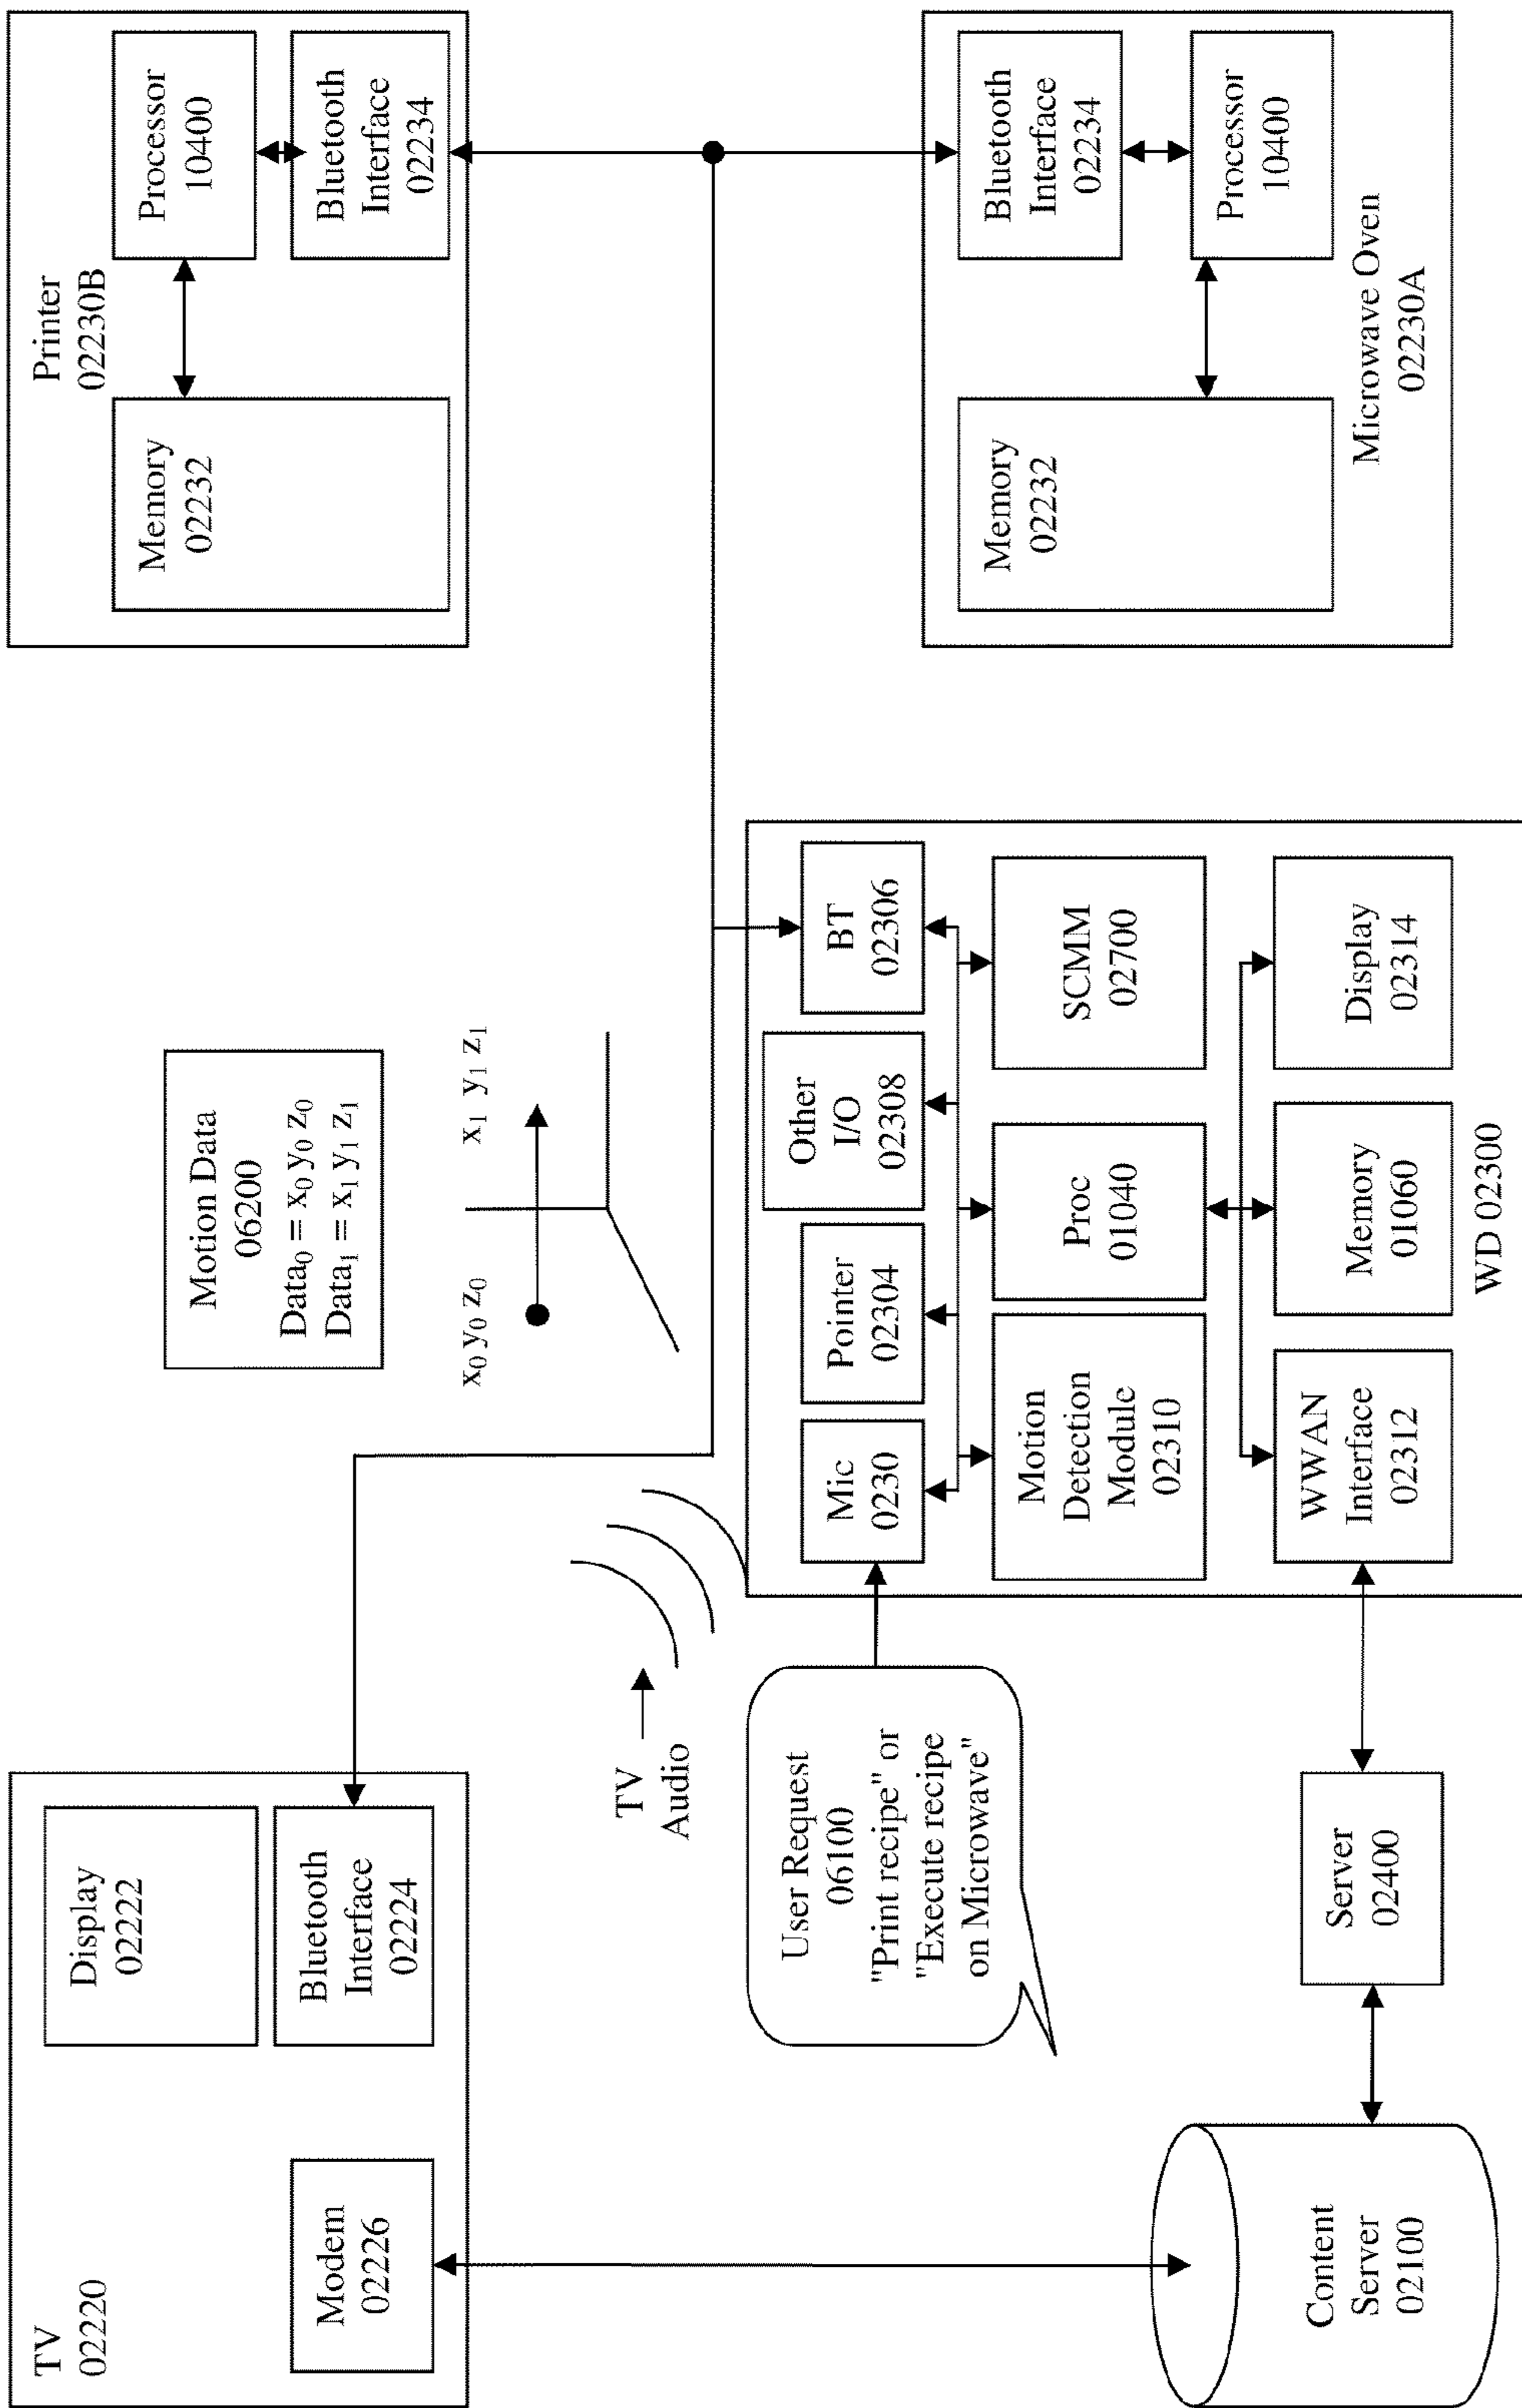 TV
02220
Display
02222
Modem
02226
Bluetooth
Interface
02224
Motion Data
06200
Data₀ = x₀ y₀ z₀
Data₁ = x₁ y₁ z₁
x₀ y₀ z₀
x₁ y₁ z₁
TV
Audio
Printer
02230B
Memory
02232
Processor
10400
Bluetooth
Interface
02234
User Request
06100
"Print recipe" or
"Execute recipe
on Microwave"
Content
Server
02100
Server
02400
Mic
0230
Pointer
02304
Other
I/O
02308
BT
02306
Motion
Detection
Module
02310
Proc
01040
SCMM
02700
WWAN
Interface
02312
Memory
01060
Display
02314
WD 02300
Memory
02232
Bluetooth
Interface
02234
Processor
10400
Microwave Oven
02230A